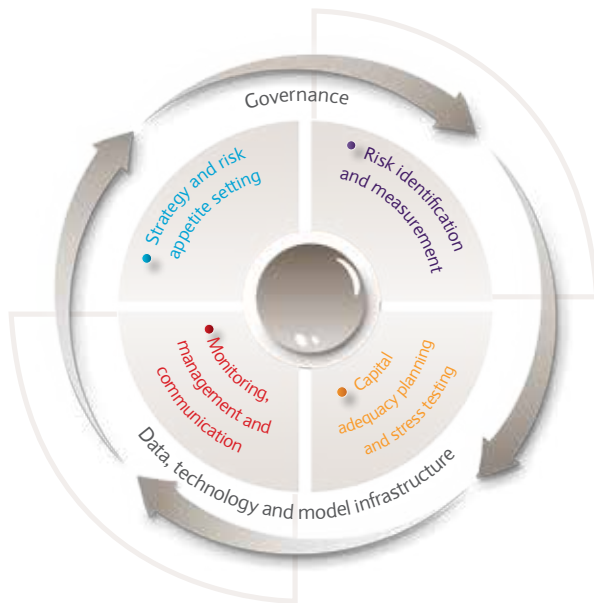 Governance
Strategy and risk
appetite setting
Risk identification
and measurement
Monitoring,
management and
communication
Capital
adequacy planning
and stress testing
Data, technology and model infrastructure